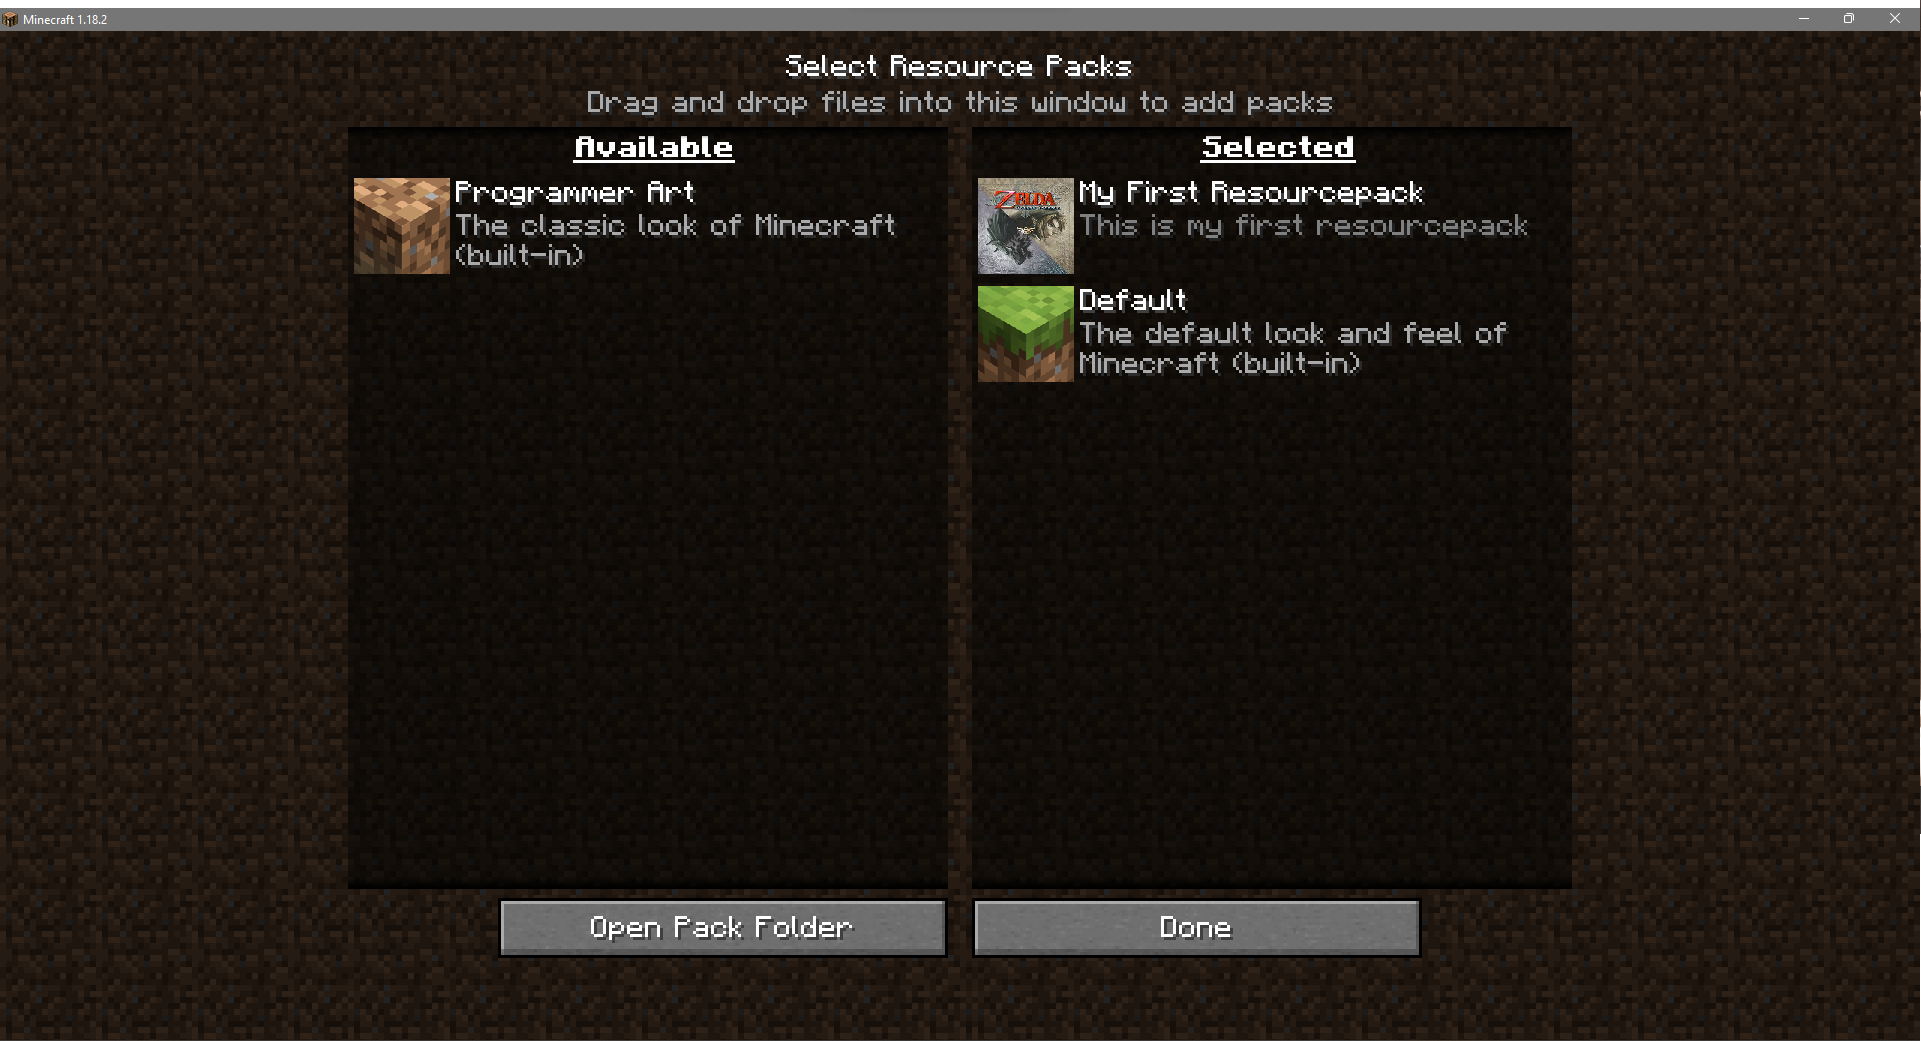 Minecraft 1.18.2
Select Resource Packs
Drag and drop files into this window to add packs
Available
Programmer Art
The classic look of Minecraft
(built-in)
Selected
ZELDA
My First Resourcepack
This is my first resourcepack
Default
The default look and feel of
Minecraft (built-in)
Open Pack Folder
Done